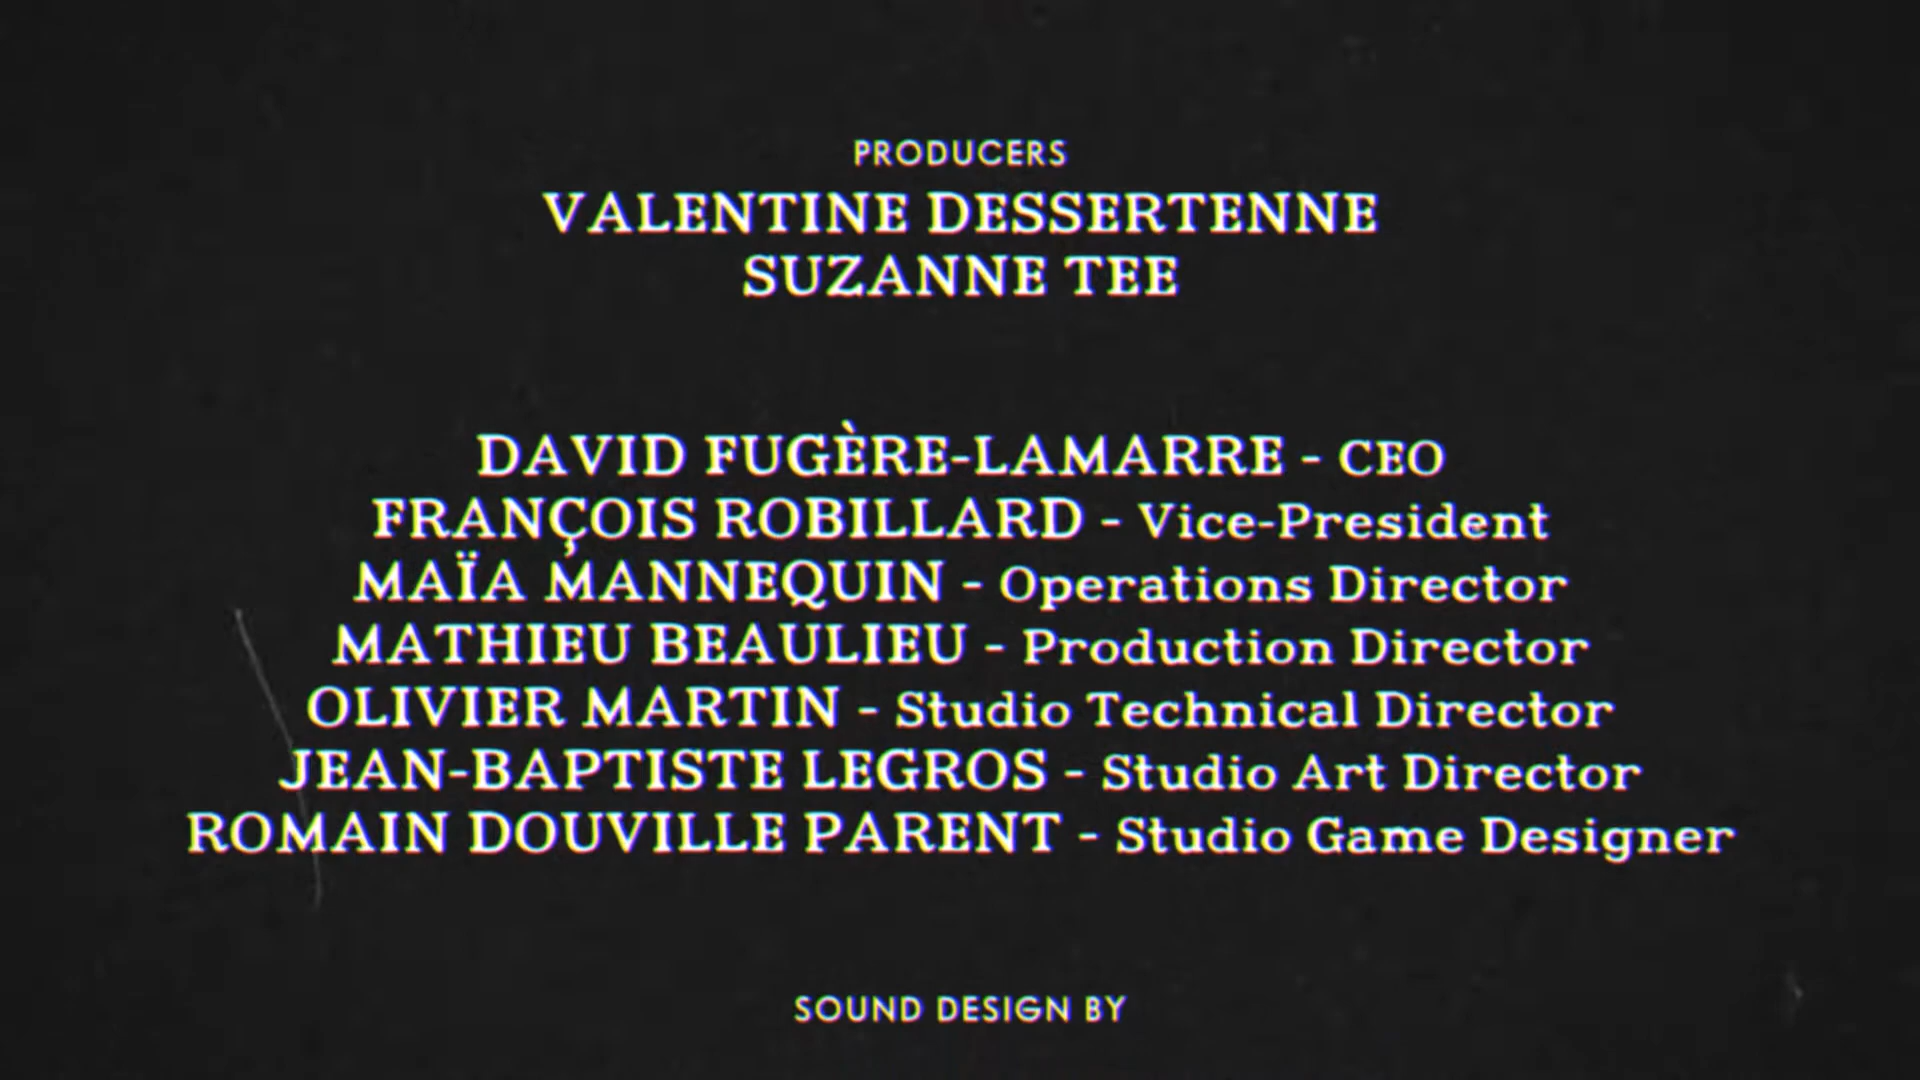 PRODUCERS
VALENTINE DESSERTENNE
SUZANNE TEE
DAVID FUGÈRE-LAMARRE - CEO
FRANÇOIS ROBILLARD - Vice-President
MAÏA MANNEQUIN - Operations Director
MATHIEU BEAULIEU - Production Director
OLIVIER MARTIN - Studio Technical Director
JEAN-BAPTISTE LEGROS - Studio Art Director
ROMAIN DOUVILLE PARENT - Studio Game Designer
SOUND DESIGN BY